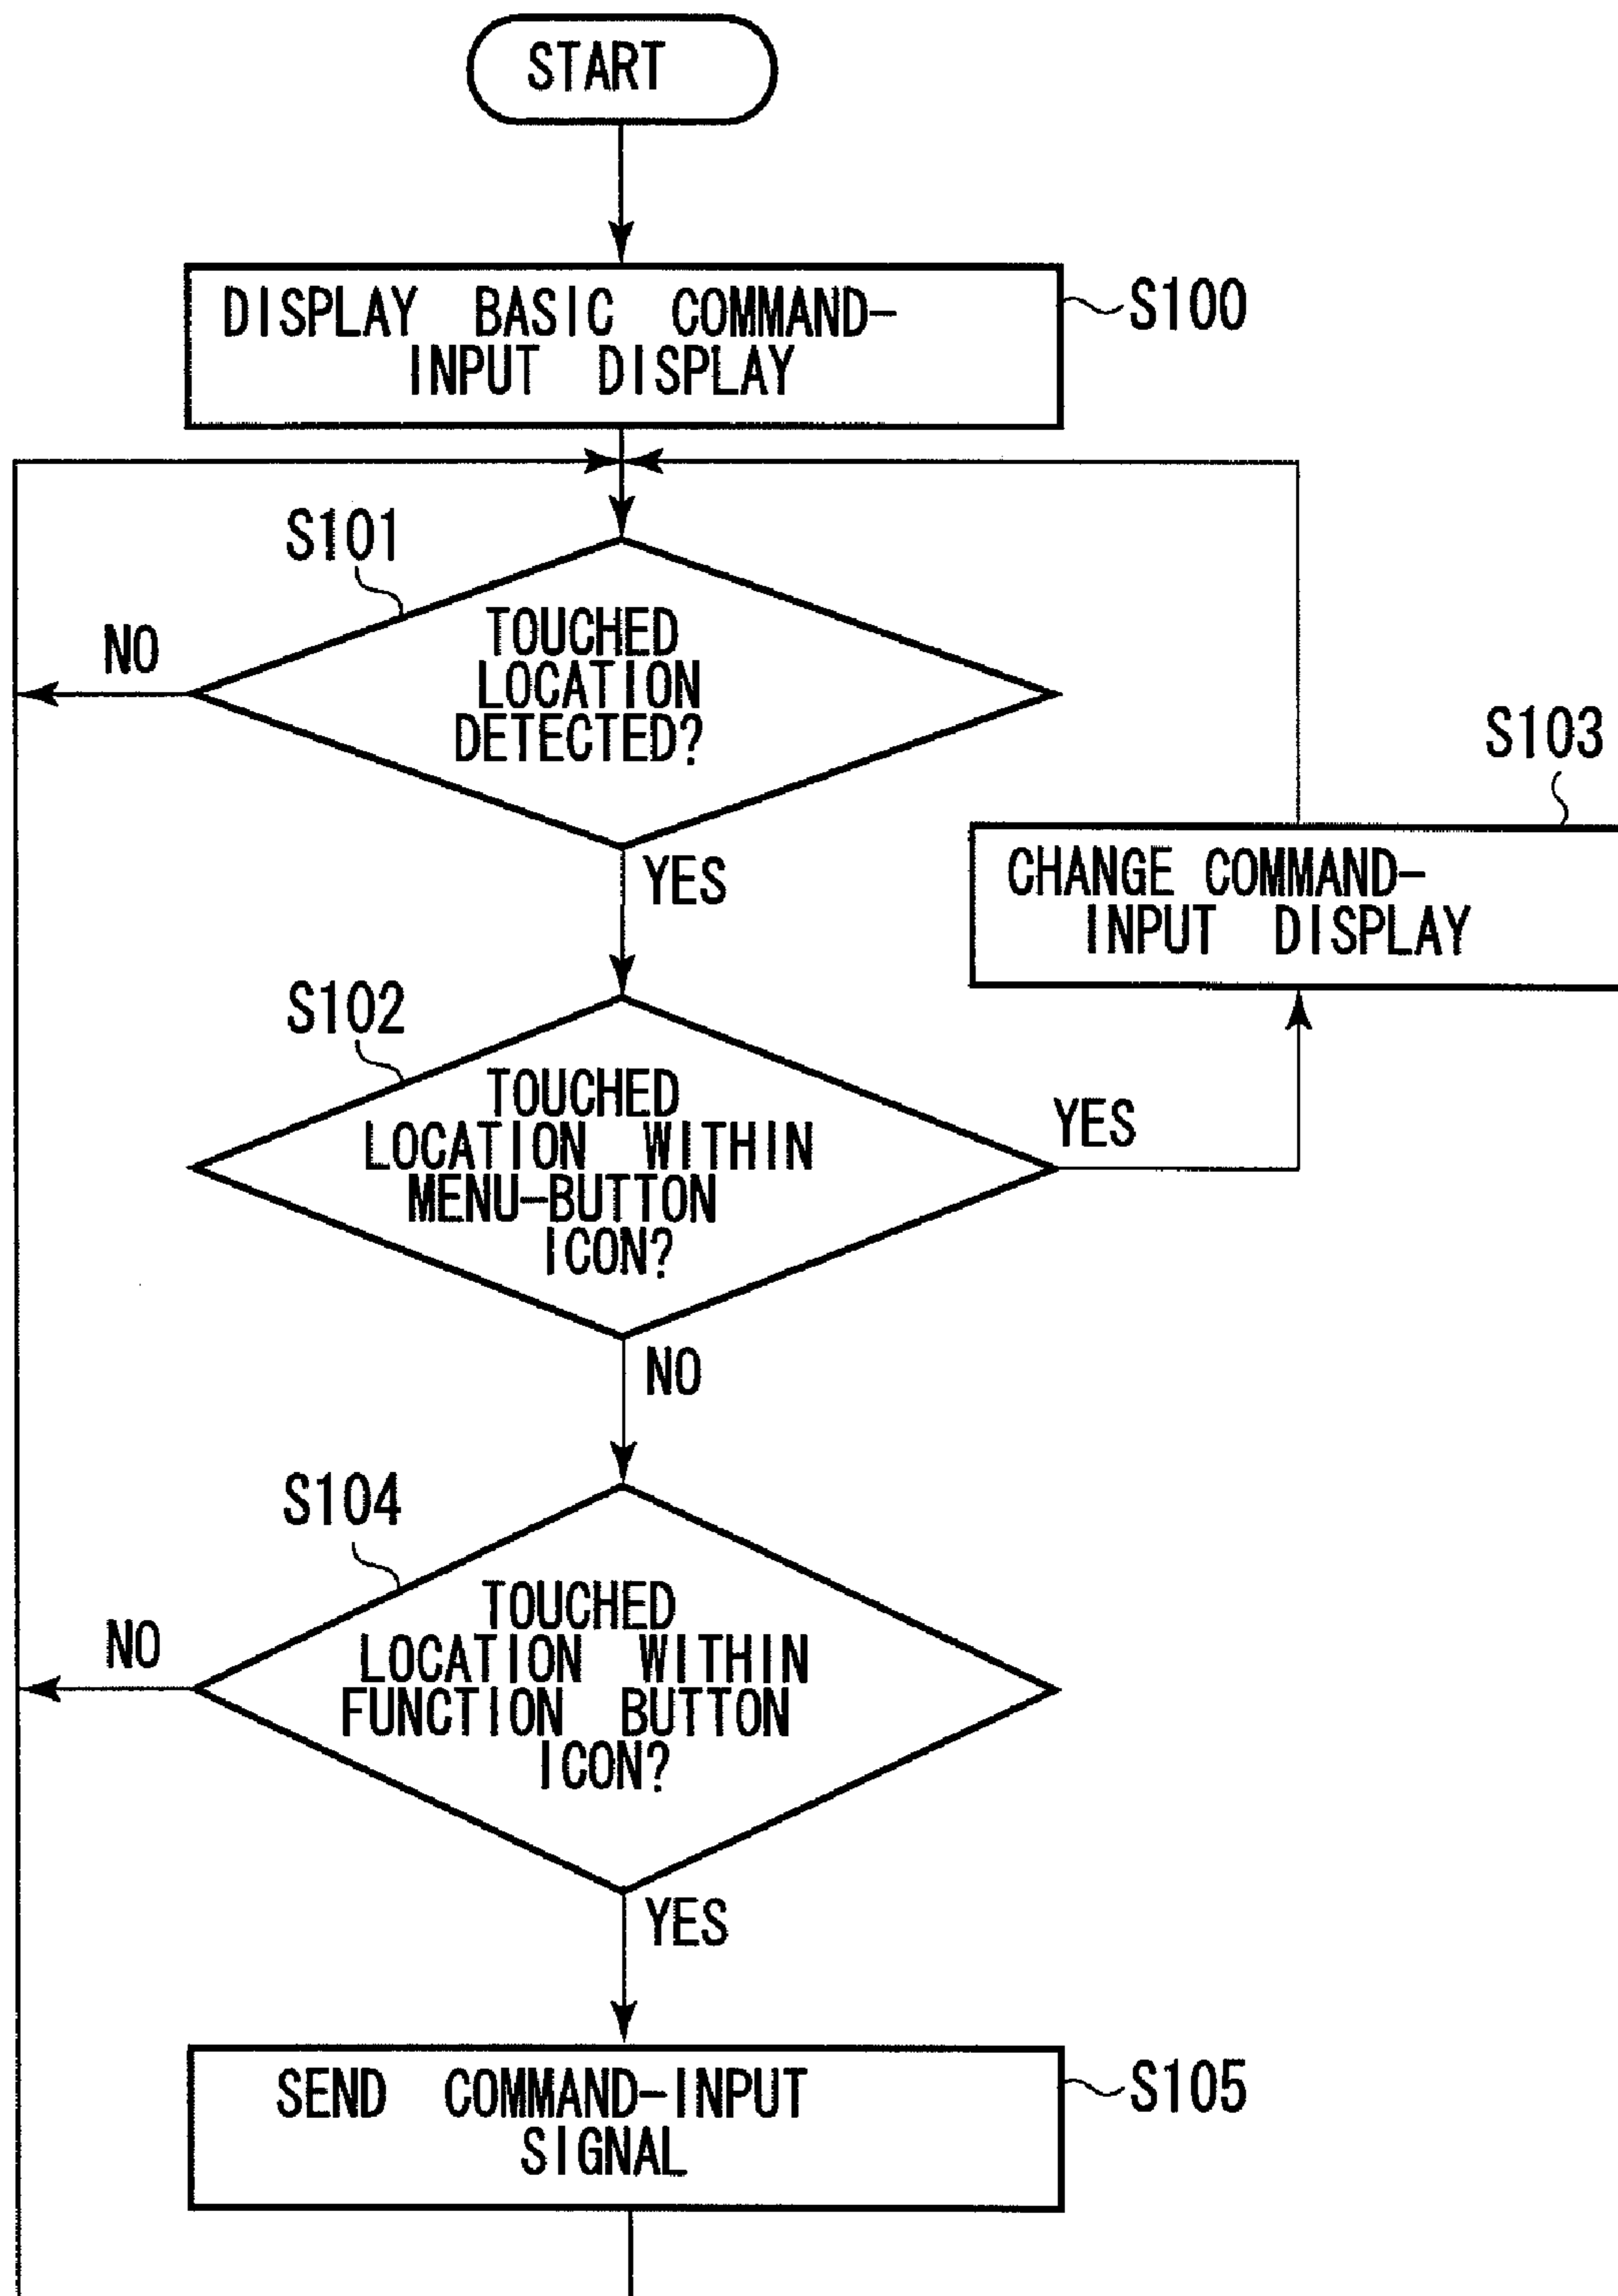 START
DISPLAY BASIC COMMAND-
INPUT DISPLAY
S100
S101
TOUCHED
LOCATION
DETECTED?
NO
YES
S103
CHANGE COMMAND-
INPUT DISPLAY
S102
TOUCHED
LOCATION WITHIN
MENU-BUTTON
ICON?
YES
NO
S104
TOUCHED
LOCATION WITHIN
FUNCTION BUTTON
ICON?
NO
YES
SEND COMMAND-INPUT
SIGNAL
S105